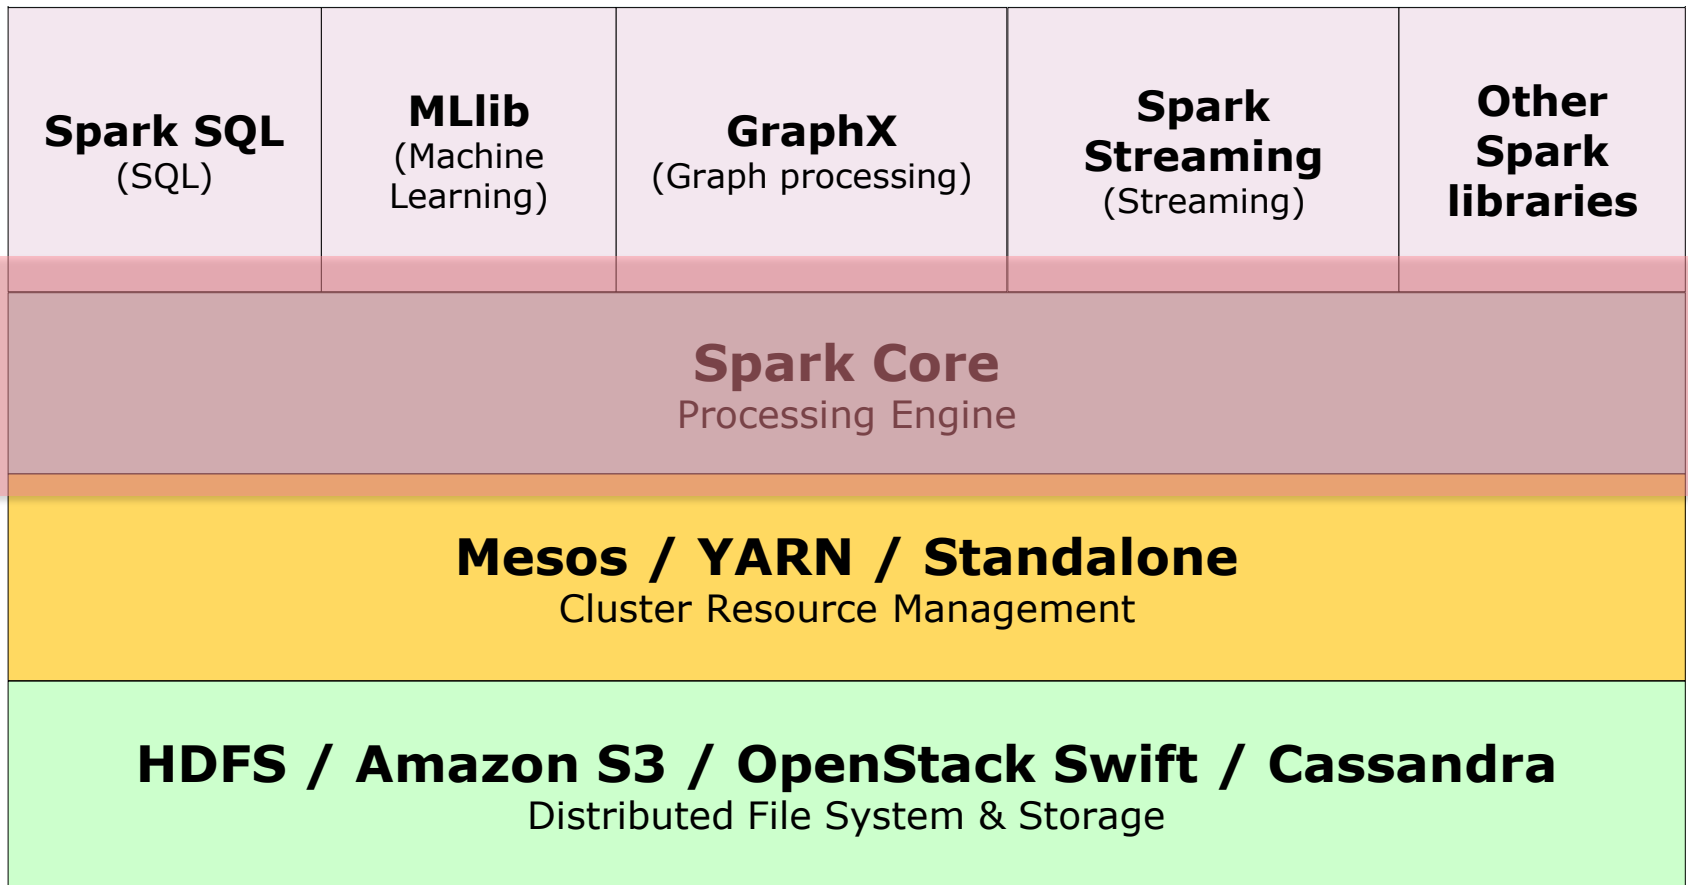 Spark SQL
(SQL)
MLlib
(Machine
Learning)
GraphX
(Graph processing)
Spark
Streaming
(Streaming)
Other
Spark
libraries
Spark Core
Processing Engine
Mesos / YARN / Standalone
Cluster Resource Management
HDFS / Amazon S3 / OpenStack Swift / Cassandra
Distributed File System & Storage